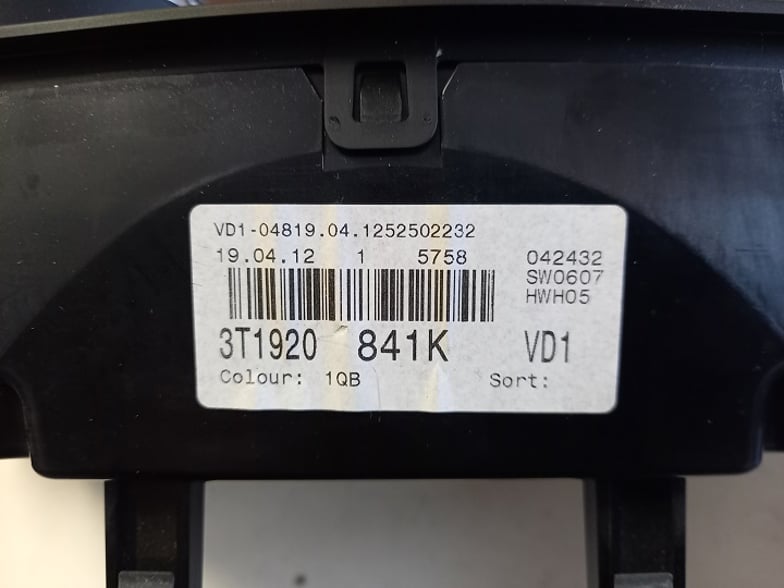 VD1-04819.04.1252502232
19.04.12 1 5758 042432
SW0607
HWH05
3T1920 841K VD1
Colour: 1QB Sort: